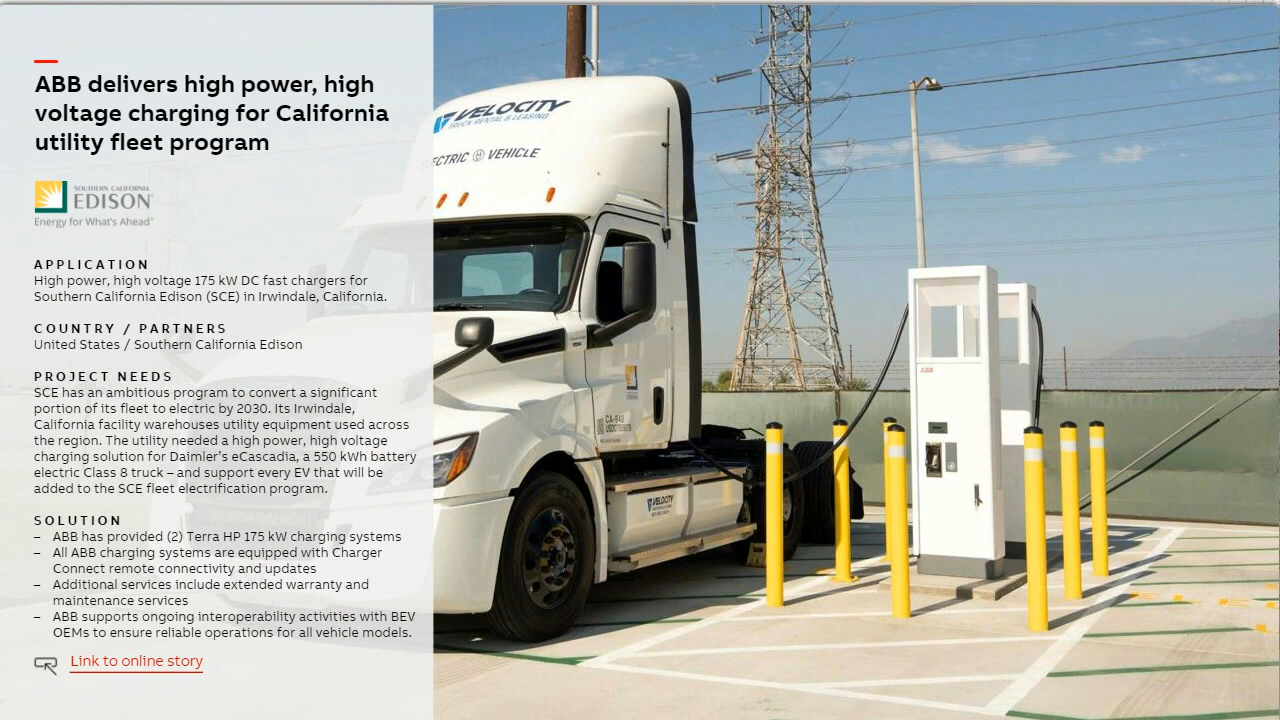 ABB delivers high power, high
voltage charging for California
utility fleet program
SOUTHERN CALIFORNIA
EDISON
Energy for What's Ahead
APPLICATION
High power, high voltage 175 kW DC fast chargers for
Southern California Edison (SCE) in Irwindale, California.
COUNTRY / PARTNERS
United States / Southern California Edison
PROJECT NEEDS
SCE has an ambitious program to convert a significant
portion of its fleet to electric by 2030. Its Irwindale,
California facility warehouses utility equipment used across
the region. The utility needed a high power, high voltage
charging solution for Daimler's eCascadia, a 550 kWh battery
electric Class 8 truck – and support every EV that will be
added to the SCE fleet electrification program.
SOLUTION
– ABB has provided (2) Terra HP 175 kW charging systems
– All ABB charging systems are equipped with Charger
Connect remote connectivity and updates
– Additional services include extended warranty and
maintenance services
– ABB supports ongoing interoperability activities with BEV
OEMs to ensure reliable operations for all vehicle models.
Link to online story
VELOCITY
TRUCK RENTAL & LEASING
ECTRIC VEHICLE
CA-940
VELOCITY
ABB